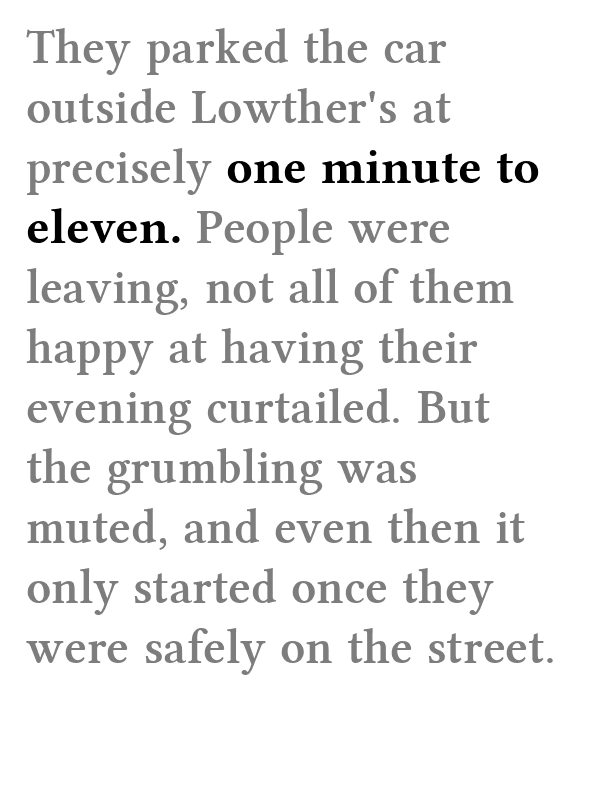 They parked the car
outside Lowther's at
precisely one minute to
eleven. People were
leaving, not all of them
happy at having their
evening curtailed. But
the grumbling was
muted, and even then it
only started once they
were safely on the street.